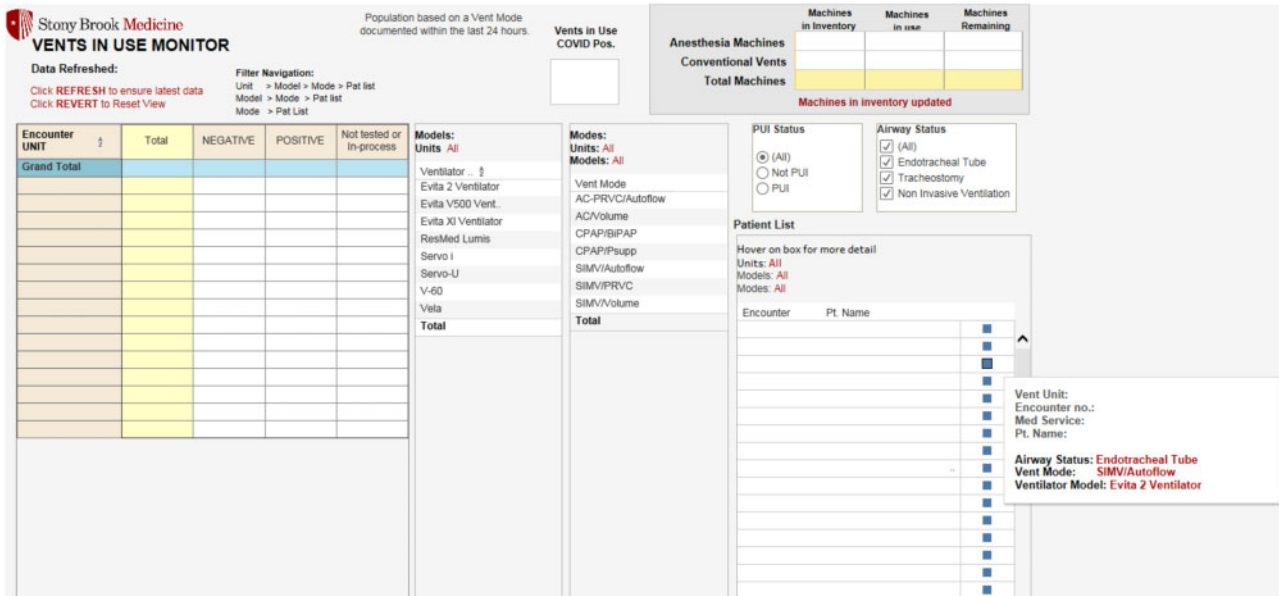 Stony Brook Medicine
VENTS IN USE MONITOR
Data Refreshed:
Click REFRESH to ensure latest data
Click REVERT to Reset View
Population based on a Vent Mode
documented within the last 24 hours.
Filter Navigation:
Unit > Model > Mode > Pat list
Model > Mode > Pat list
Mode > Pat List
Vents in Use
COVID Pos.
Machines in Inventory
Machines in use
Machines Remaining
Anesthesia Machines
Conventional Vents
Total Machines
Machines in inventory updated
Encounter UNIT
Total
NEGATIVE
POSITIVE
Not tested or In-process
Grand Total
Models:
Units All
Ventilator ..
Evita 2 Ventilator
Evita V500 Vent..
Evita XI Ventilator
ResMed Lumis
Servo i
Servo-U
V-60
Vela
Total
Modes:
Units: All
Models: All
Vent Mode
AC-PRVC/Autoflow
AC/Volume
CPAP/BiPAP
CPAP/Psupp
SIMV/Autoflow
SIMV/PRVC
SIMV/Volume
Total
PUI Status
(All)
Not PUI
PUI
Airway Status
(All)
Endotracheal Tube
Tracheostomy
Non Invasive Ventilation
Patient List
Hover on box for more detail
Units: All
Models: All
Modes: All
Encounter Pt. Name
Vent Unit:
Encounter no.:
Med Service:
Pt. Name:
Airway Status: Endotracheal Tube
Vent Mode: SIMV/Autoflow
Ventilator Model: Evita 2 Ventilator